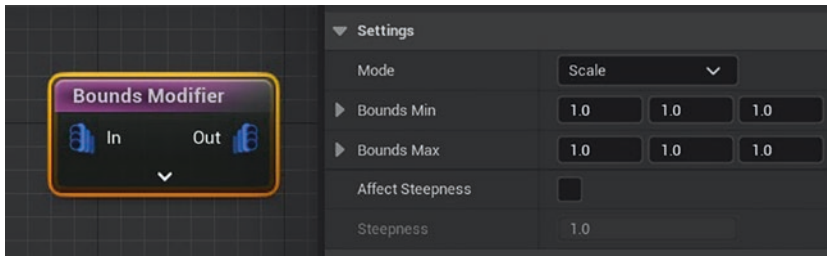 Bounds Modifier
In Out
Settings
Mode Scale
Bounds Min 1.0 1.0 1.0
Bounds Max 1.0 1.0 1.0
Affect Steepness
Steepness 1.0